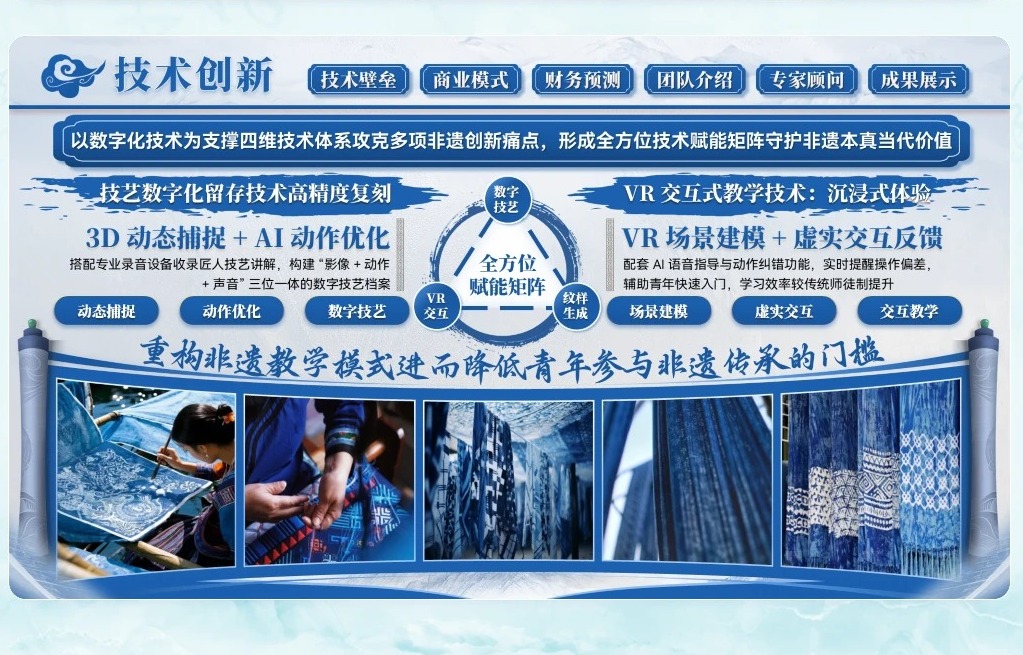 技术创新
技术壁垒 商业模式 财务预测 团队介绍 专家顾问 成果展示
以数字化技术为支撑四维技术体系攻克多项非遗创新痛点，形成全方位技术赋能矩阵守护非遗本真当代价值
技艺数字化留存技术高精度复刻
3D 动态捕捉 + AI 动作优化
搭配专业录音设备收录匠人技艺讲解，构建“影像 + 动作
+ 声音”三位一体的数字技艺档案
动态捕捉 动作优化 数字技艺
数字
技艺
全方位
赋能矩阵
VR
交互
纹样
生成
VR 交互式教学技术：沉浸式体验
VR 场景建模 + 虚实交互反馈
配套 AI 语音指导与动作纠错功能，实时提醒操作偏差，
辅助青年快速入门，学习效率较传统师徒制提升
场景建模 虚实交互 交互教学
重构非遗教学模式进而降低青年参与非遗传承的门槛